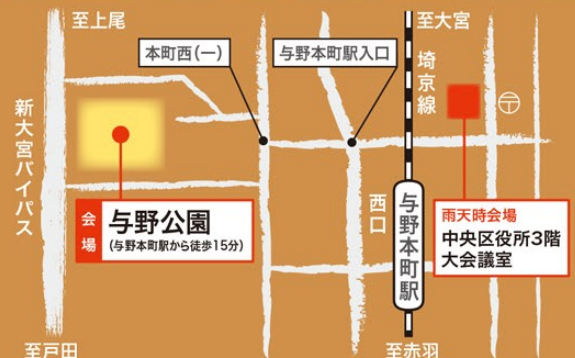 至上尾
至大宮
本町西(一)
与野本町駅入口
埼京線
新大宮バイパス
会場
与野公園
(与野本町駅から徒歩15分)
西口
与野本町駅
雨天時会場
中央区役所3階
大会議室
至戸田
至赤羽